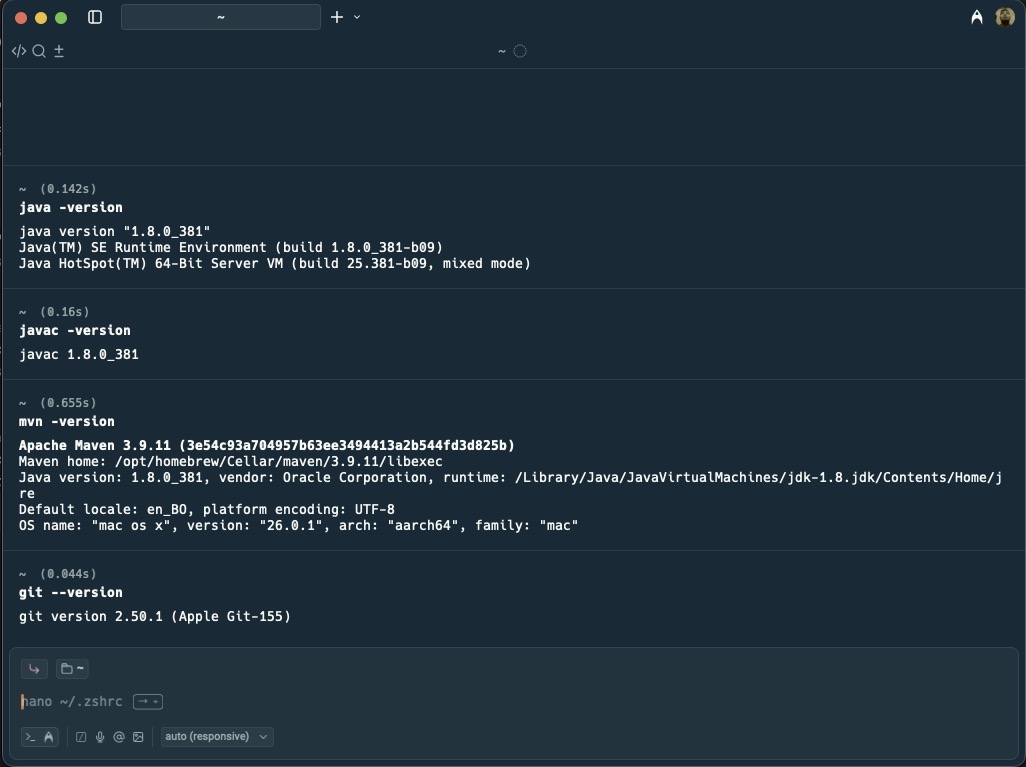 ~
~
~ (0.142s)
java -version
java version "1.8.0_381"
Java(TM) SE Runtime Environment (build 1.8.0_381-b09)
Java HotSpot(TM) 64-Bit Server VM (build 25.381-b09, mixed mode)
~ (0.16s)
javac -version
javac 1.8.0_381
~ (0.655s)
mvn -version
Apache Maven 3.9.11 (3e54c93a704957b63ee3494413a2b544fd3d825b)
Maven home: /opt/homebrew/Cellar/maven/3.9.11/libexec
Java version: 1.8.0_381, vendor: Oracle Corporation, runtime: /Library/Java/JavaVirtualMachines/jdk-1.8.jdk/Contents/Home/j
re
Default locale: en_BO, platform encoding: UTF-8
OS name: "mac os x", version: "26.0.1", arch: "aarch64", family: "mac"
~ (0.044s)
git --version
git version 2.50.1 (Apple Git-155)
~
nano ~/.zshrc
auto (responsive)